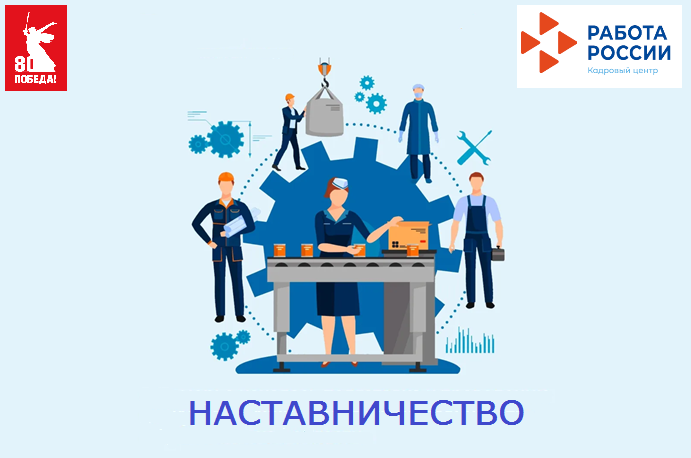 80
ПОБЕДА!
РАБОТА
РОССИИ
Кадровый центр
НАСТАВНИЧЕСТВО